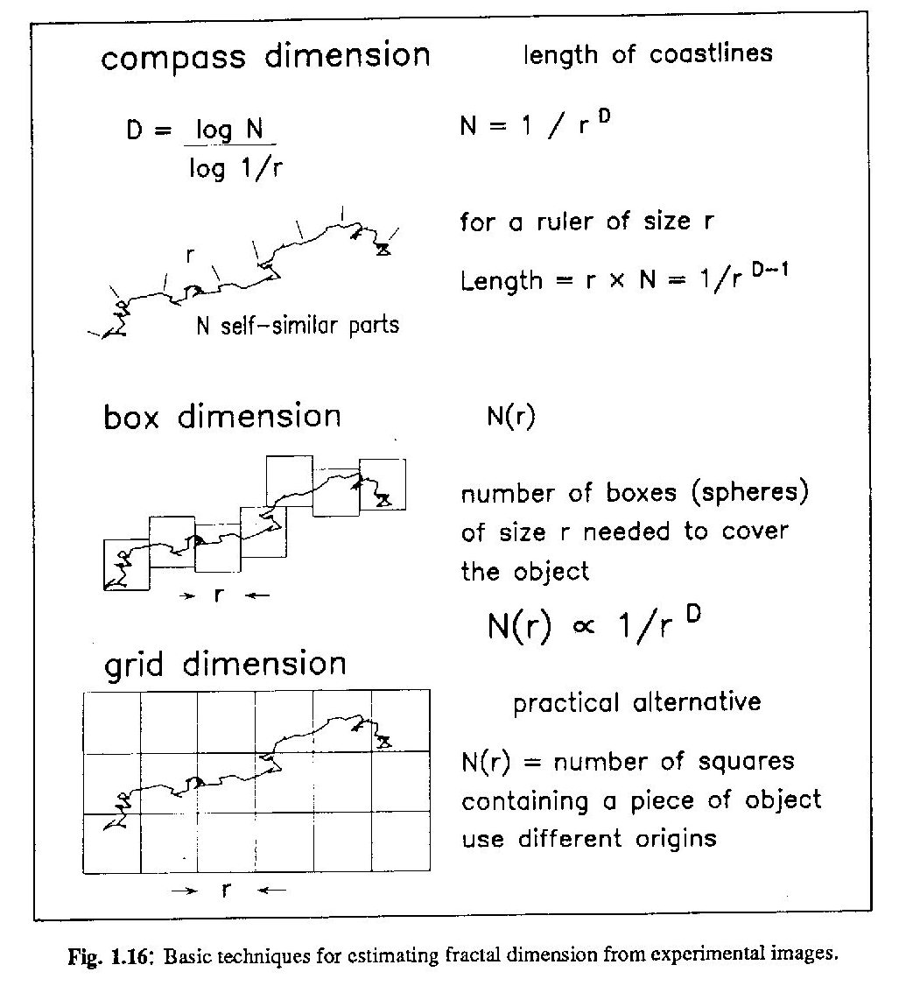 compass dimension
length of coastlines
D = log N
log 1/r
N = 1 / r^D
r
N self-similar parts
for a ruler of size r
Length = r x N = 1/r^D-1
box dimension
r
N(r)
number of boxes (spheres)
of size r needed to cover
the object
N(r) ∝ 1/r^D
grid dimension
r
practical alternative
N(r) = number of squares
containing a piece of object
use different origins
Fig. 1.16: Basic techniques for estimating fractal dimension from experimental images.